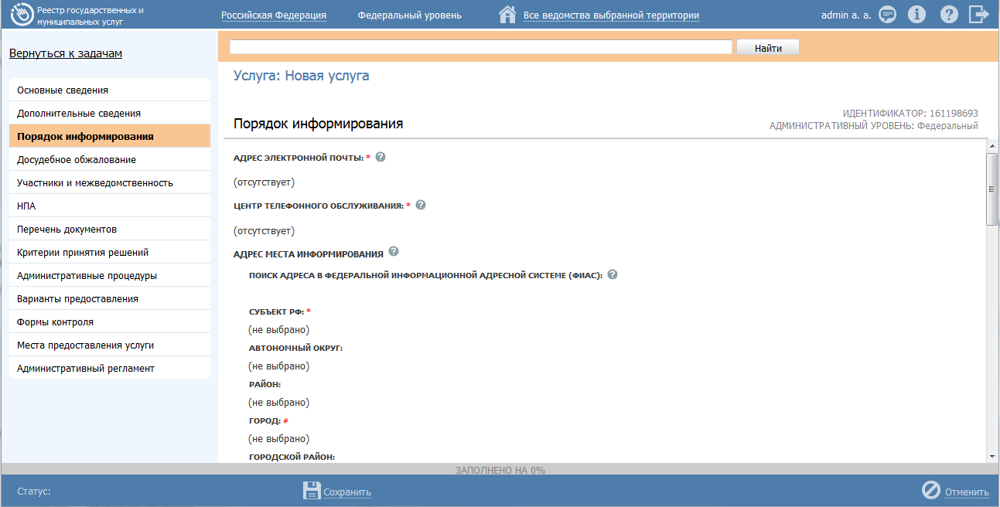 Реестр государственных и
муниципальных услуг
Российская Федерация
Федеральный уровень
Все ведомства выбранной территории
admin a. a.
Вернуться к задачам
Найти
Основные сведения
Дополнительные сведения
Порядок информирования
Досудебное обжалование
Участники и межведомственность
НПА
Перечень документов
Критерии принятия решений
Административные процедуры
Варианты предоставления
Формы контроля
Места предоставления услуги
Административный регламент
Услуга: Новая услуга
Порядок информирования
ИДЕНТИФИКАТОР: 161198693
АДМИНИСТРАТИВНЫЙ УРОВЕНЬ: Федеральный
АДРЕС ЭЛЕКТРОННОЙ ПОЧТЫ: * ?
(отсутствует)
ЦЕНТР ТЕЛЕФОННОГО ОБСЛУЖИВАНИЯ: * ?
(отсутствует)
АДРЕС МЕСТА ИНФОРМИРОВАНИЯ ?
ПОИСК АДРЕСА В ФЕДЕРАЛЬНОЙ ИНФОРМАЦИОННОЙ АДРЕСНОЙ СИСТЕМЕ (ФИАС): ?
СУБЪЕКТ РФ: *
(не выбрано)
АВТОНОМНЫЙ ОКРУГ:
(не выбрано)
РАЙОН:
(не выбрано)
ГОРОД: #
(не выбрано)
ГОРОДСКОЙ РАЙОН:
ЗАПОЛНЕНО НА 0%
Статус:
Сохранить
Отменить